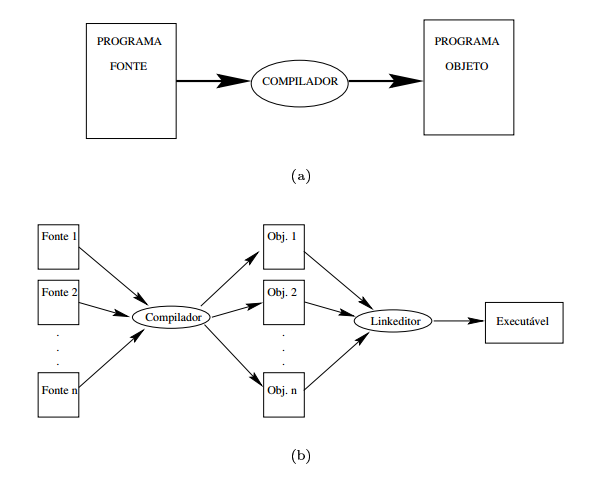 PROGRAMA
FONTE
COMPILADOR
PROGRAMA
OBJETO
(a)
Fonte 1
Fonte 2
.
.
.
Fonte n
Compilador
Obj. 1
Obj. 2
.
.
.
Obj. n
Linkeditor
Executável
(b)